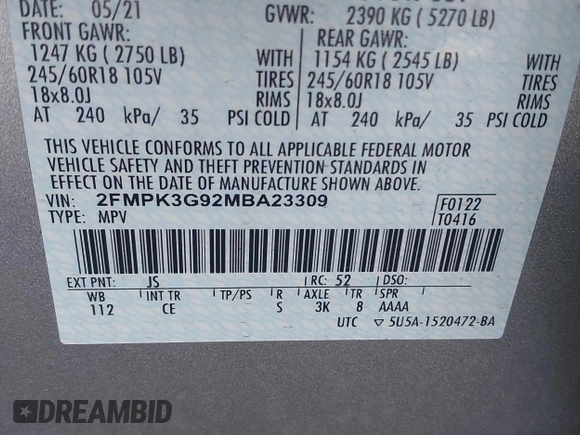 DATE: 05/21 GVWR: 2390 KG ( 5270 LB)
FRONT GAWR: REAR GAWR:
1247 KG ( 2750 LB) WITH 1154 KG ( 2545 LB) WITH
245/60R18 105V TIRES 245/60R18 105V TIRES
18x8.0J RIMS 18x8.0J RIMS
AT 240 kPa/ 35 PSI COLD AT 240 kPa/ 35 PSI COLD
THIS VEHICLE CONFORMS TO ALL APPLICABLE FEDERAL MOTOR
VEHICLE SAFETY AND THEFT PREVENTION STANDARDS IN
EFFECT ON THE DATE OF MANUFACTURE SHOWN ABOVE.
VIN: 2FMPK3G92MBA23309 F0122
TYPE: MPV T0416
EXT PNT: JS RC: 52 DSO:
WB INT TR TP/PS R AXLE TR SPR
112 CE S 3K 8 AAAA
UTC ▽ 5U5A-1520472-BA
DREAMBID